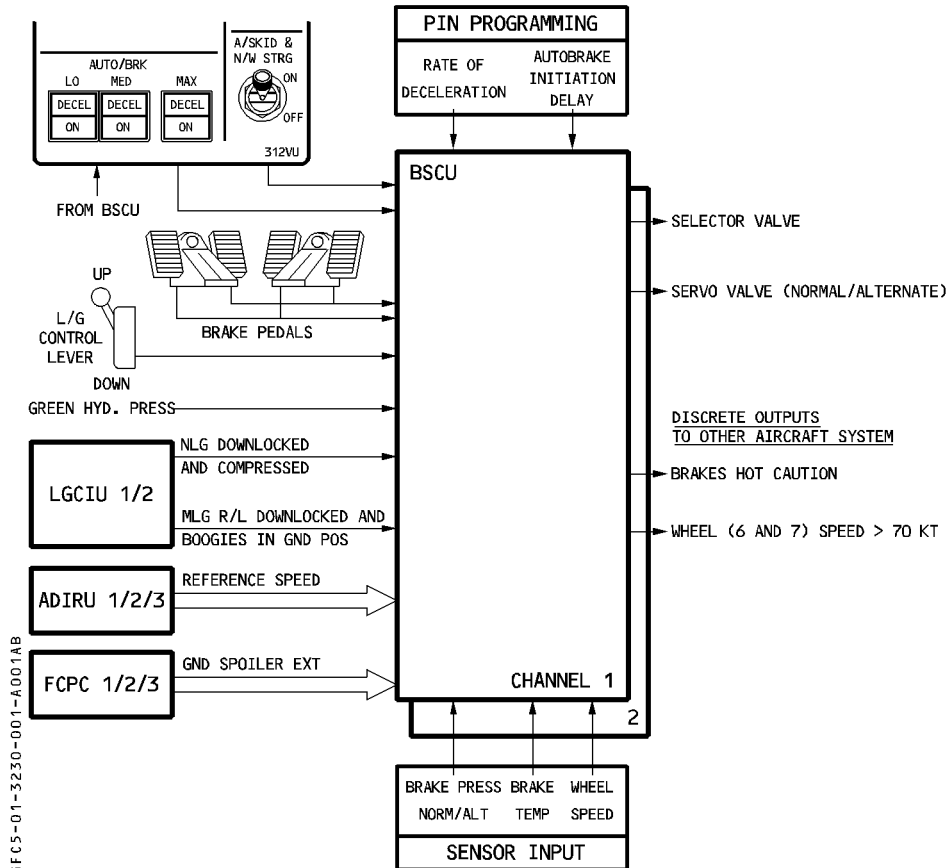 PIN PROGRAMMING
RATE OF
DECELERATION
AUTOBRAKE
INITIATION
DELAY
A/SKID &
N/W STRG
ON
OFF
AUTO/BRK
LO MED MAX
DECEL DECEL DECEL
ON ON ON
312VU
FROM BSCU
BSCU
SELECTOR VALVE
SERVO VALVE (NORMAL/ALTERNATE)
UP
L/G
CONTROL
LEVER
DOWN
BRAKE PEDALS
GREEN HYD. PRESS
DISCRETE OUTPUTS
TO OTHER AIRCRAFT SYSTEM
BRAKES HOT CAUTION
WHEEL (6 AND 7) SPEED > 70 KT
LGCIU 1/2
NLG DOWNLOCKED
AND COMPRESSED
MLG R/L DOWNLOCKED AND
BOOGIES IN GND POS
ADIRU 1/2/3
REFERENCE SPEED
FCPC 1/2/3
GND SPOILER EXT
CHANNEL 1
2
BRAKE PRESS
NORM/ALT
BRAKE
TEMP
WHEEL
SPEED
SENSOR INPUT
FC5-01-3230-001-A001AB